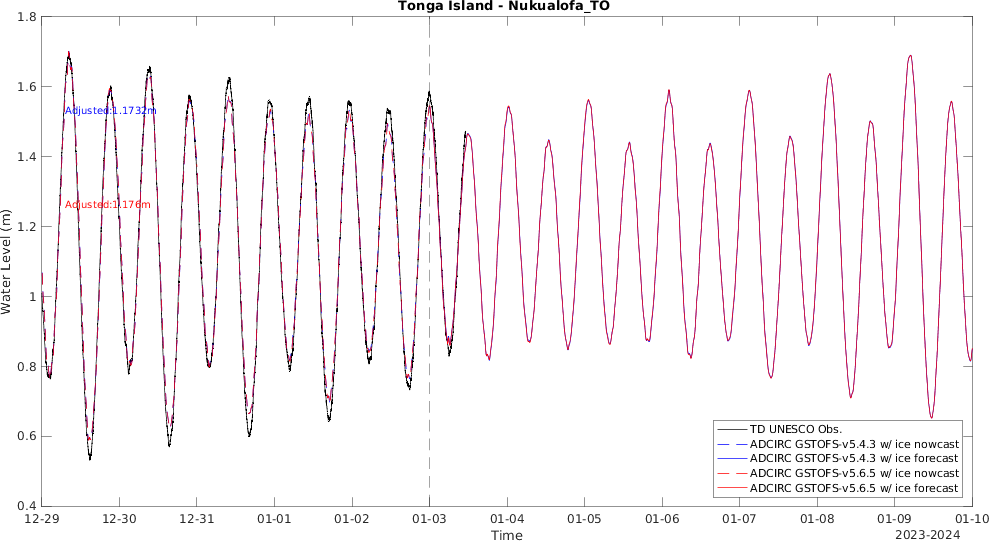 Tonga Island - Nukualofa_TO
1.8
1.6
Adjusted:1.1732m
1.4
Adjusted:1.176m
1.2
Water Level (m)
1
0.8
0.6
0.4
TD UNESCO Obs.
ADCIRC GSTOFS-v5.4.3 w/ ice nowcast
ADCIRC GSTOFS-v5.4.3 w/ ice forecast
ADCIRC GSTOFS-v5.6.5 w/ ice nowcast
ADCIRC GSTOFS-v5.6.5 w/ ice forecast
12-29 12-30 12-31 01-01 01-02 01-03 01-04 01-05 01-06 01-07 01-08 01-09 01-10
Time
2023-2024